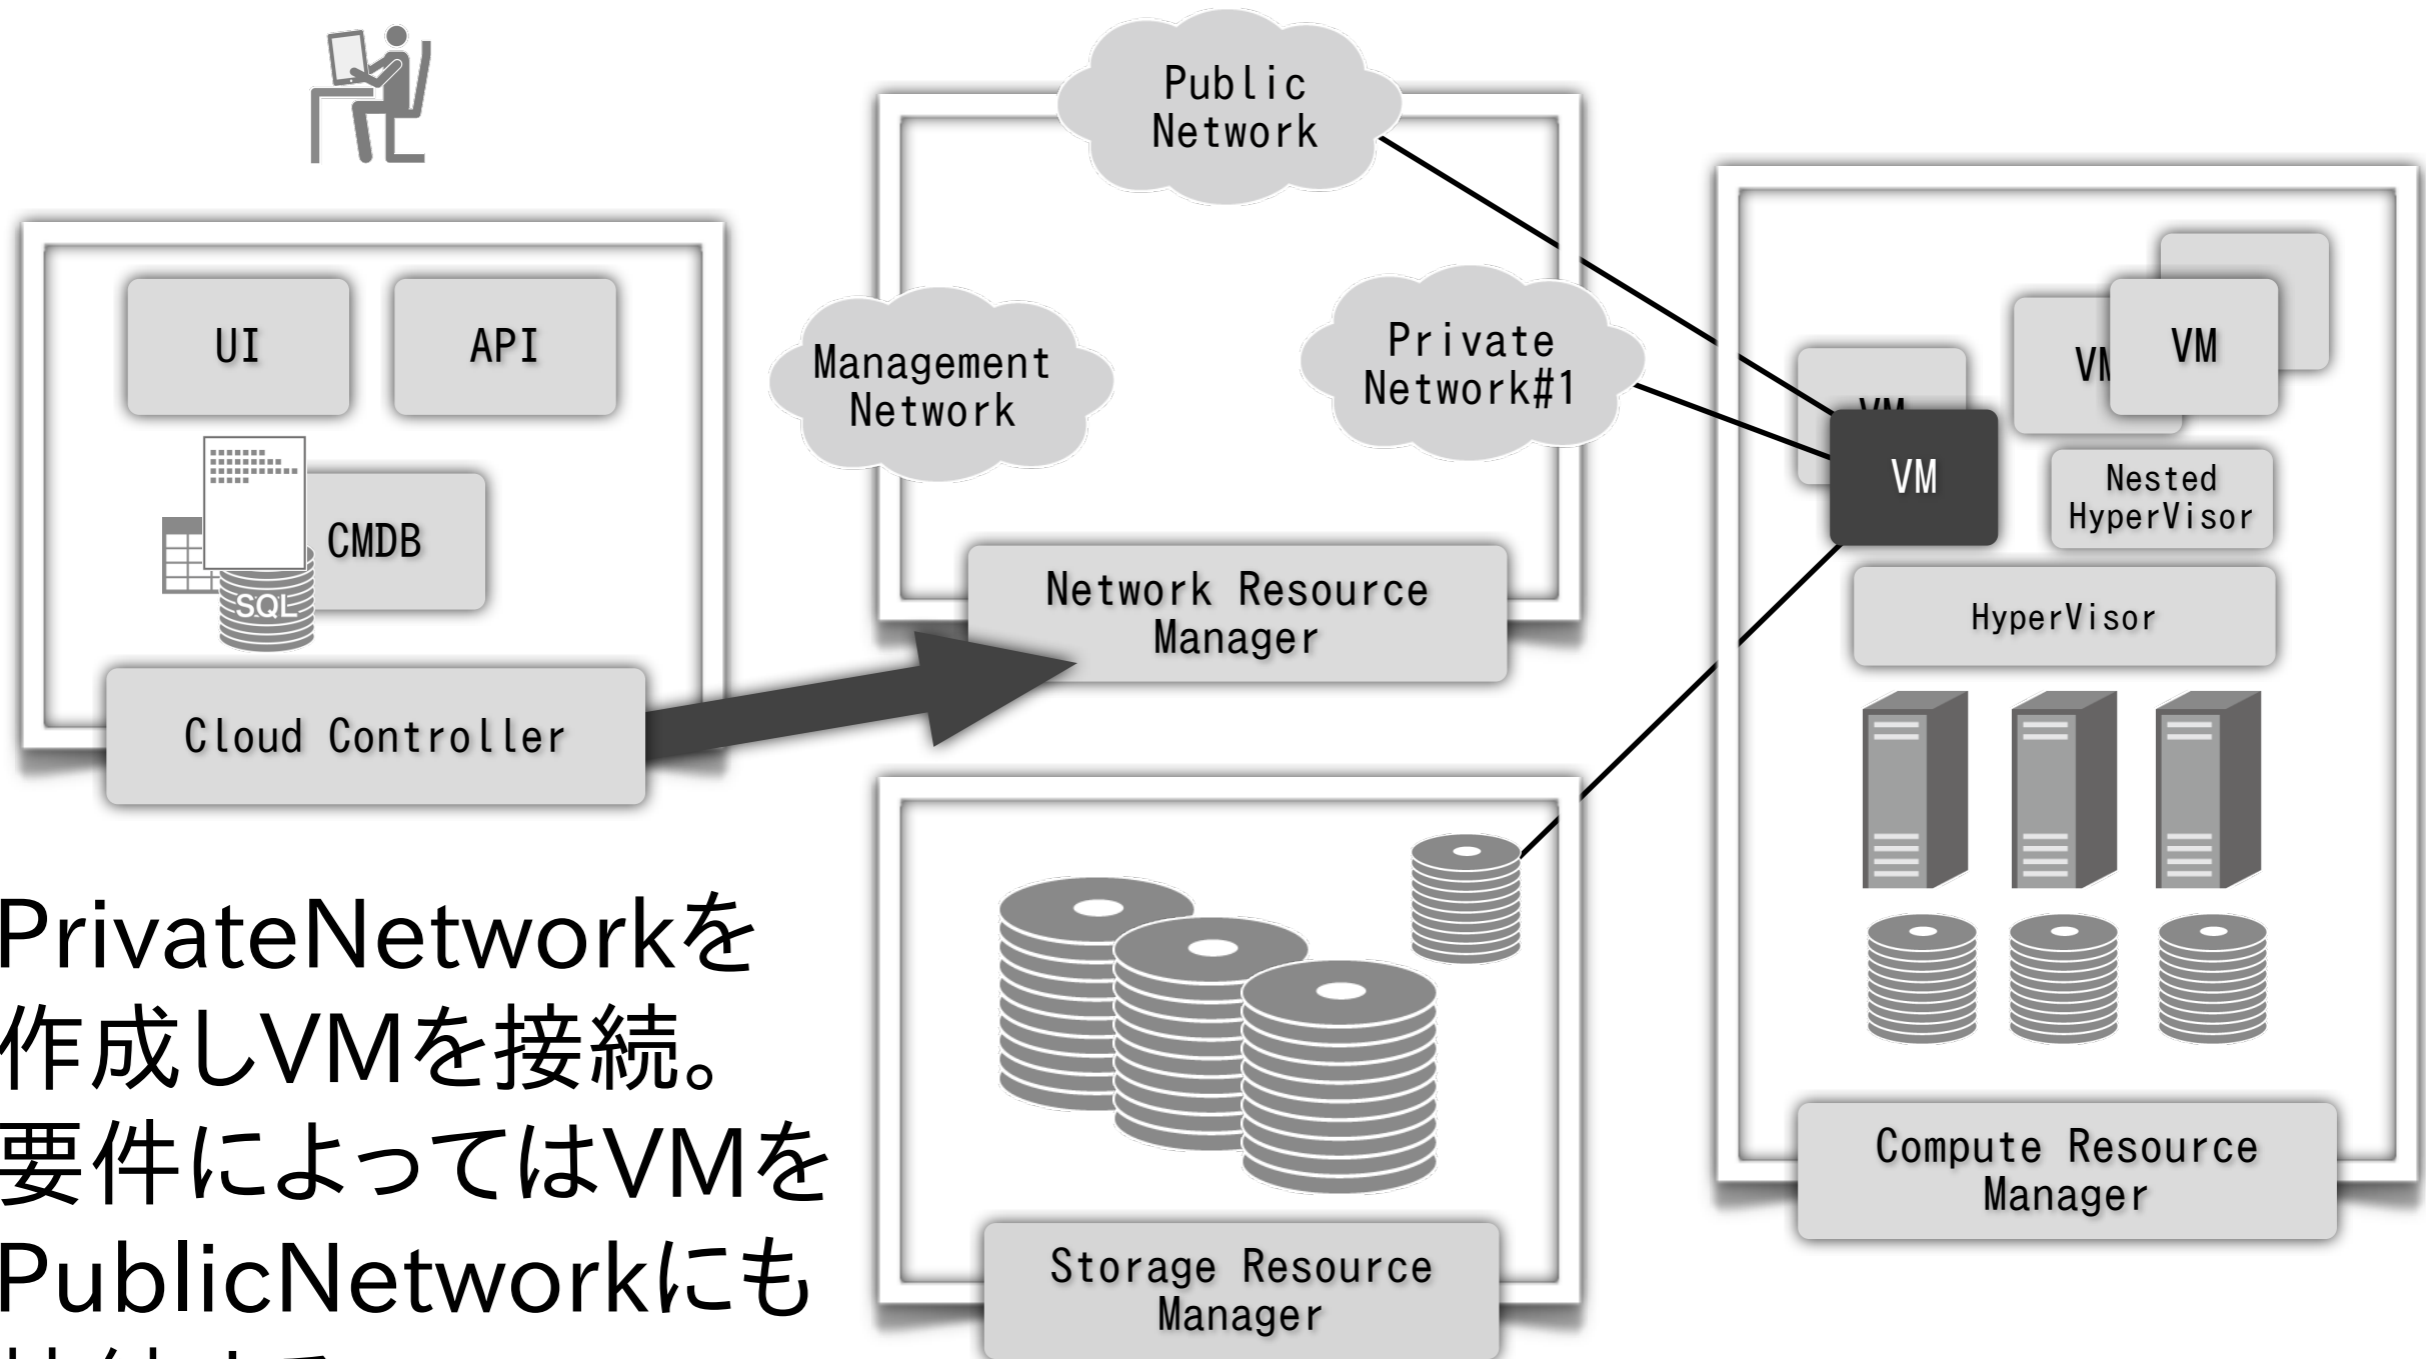 Public
Network
UI
API
Management
Network
Private
Network#1
VM
VM
VM
VM
Nested
HyperVisor
CMDB
SQL
Network Resource
Manager
HyperVisor
Cloud Controller
PrivateNetworkを
作成しVMを接続。
要件によってはVMを
PublicNetworkにも
Compute Resource
Manager
Storage Resource
Manager